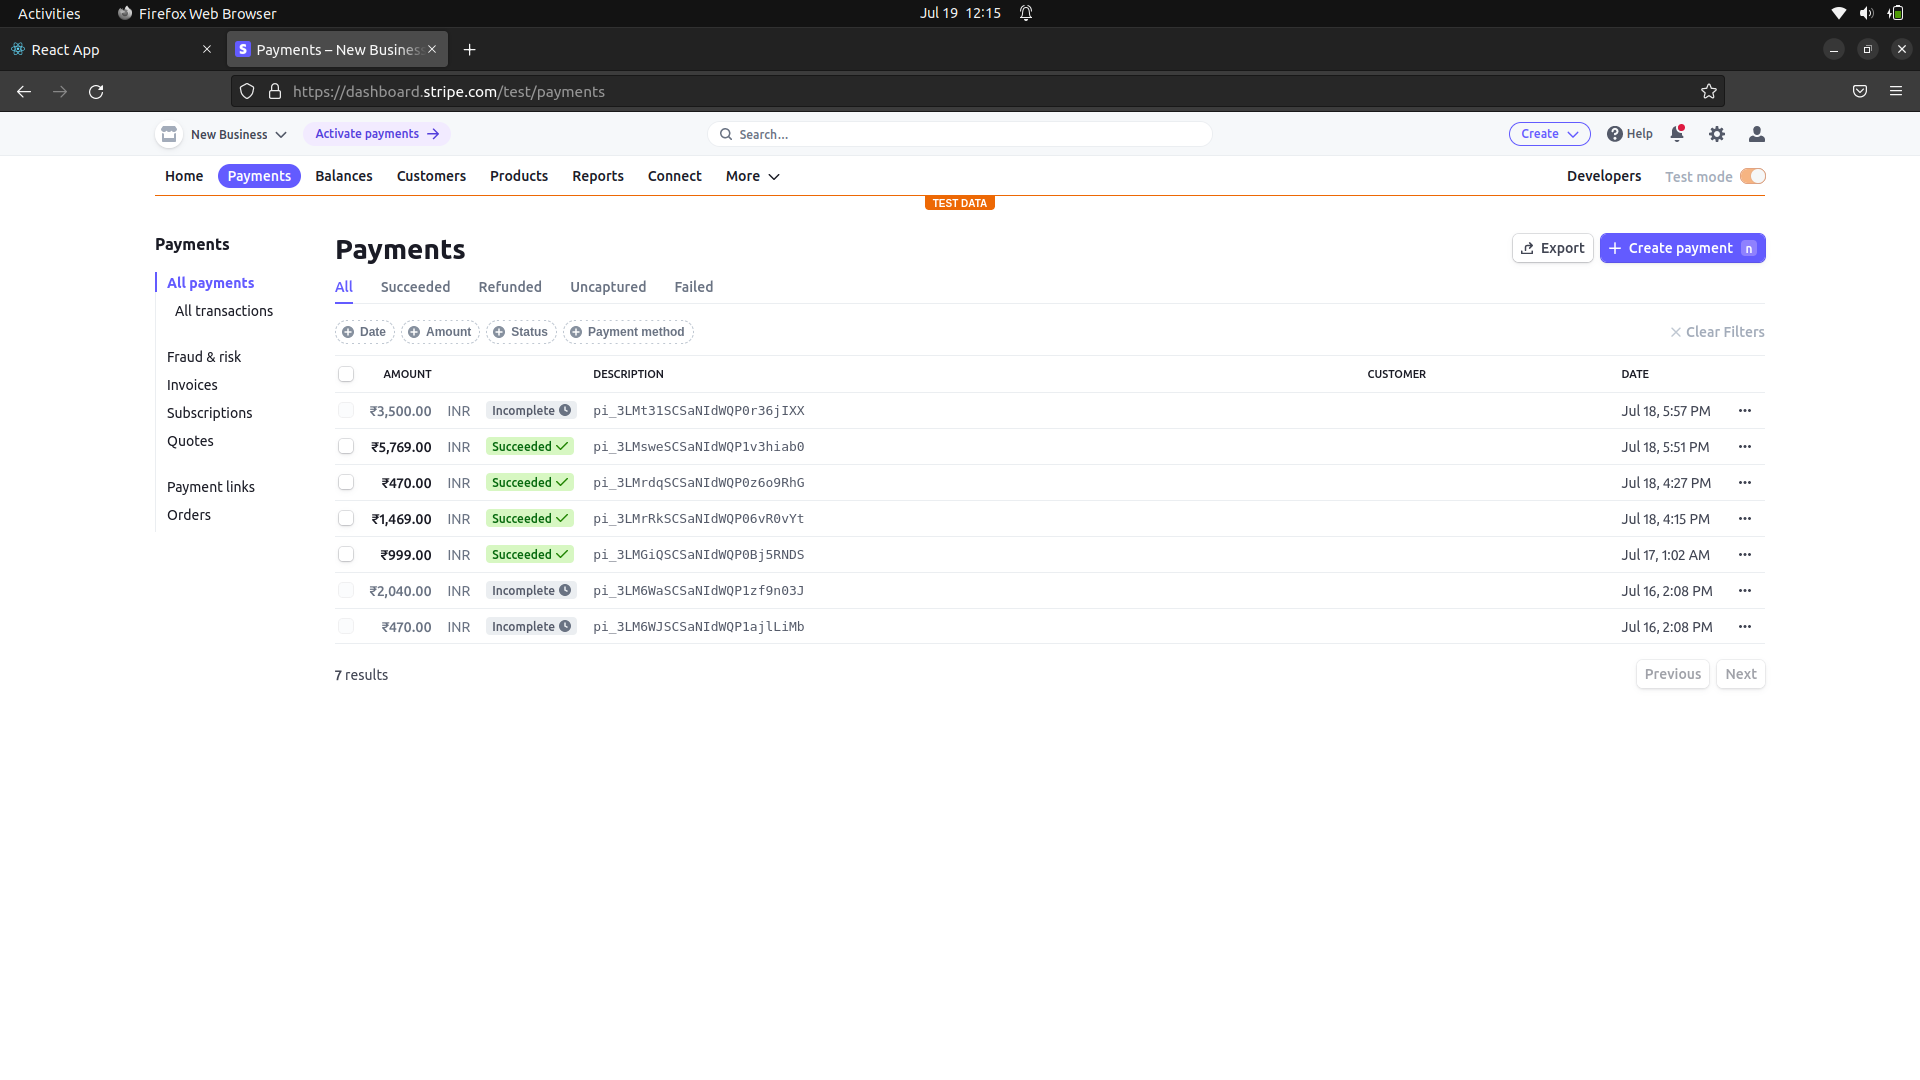 Activities Firefox Web Browser Jul 19 12:15
React App Payments – New Business
https://dashboard.stripe.com/test/payments
New Business Activate payments Search... Create Help
Home Payments Balances Customers Products Reports Connect More Developers Test mode
TEST DATA
Payments
All payments
All transactions
Fraud & risk
Invoices
Subscriptions
Quotes
Payment links
Orders
Payments Export Create payment n
All Succeeded Refunded Uncaptured Failed
Date Amount Status Payment method Clear Filters
AMOUNT DESCRIPTION CUSTOMER DATE
₹3,500.00 INR Incomplete pi_3LMt31SCSaNIdWQP0r36jIXX Jul 18, 5:57 PM
₹5,769.00 INR Succeeded pi_3LMsweSCSaNIdWQP1v3hiab0 Jul 18, 5:51 PM
₹470.00 INR Succeeded pi_3LMrdqSCSaNIdWQP0z6o9RhG Jul 18, 4:27 PM
₹1,469.00 INR Succeeded pi_3LMrRkSCSaNIdWQP06vR0vYt Jul 18, 4:15 PM
₹999.00 INR Succeeded pi_3LMGiQSCSaNIdWQP0Bj5RNDS Jul 17, 1:02 AM
₹2,040.00 INR Incomplete pi_3LM6WaSCSaNIdWQP1zf9n03J Jul 16, 2:08 PM
₹470.00 INR Incomplete pi_3LM6WJSCSaNIdWQP1ajlLiMb Jul 16, 2:08 PM
7 results Previous Next